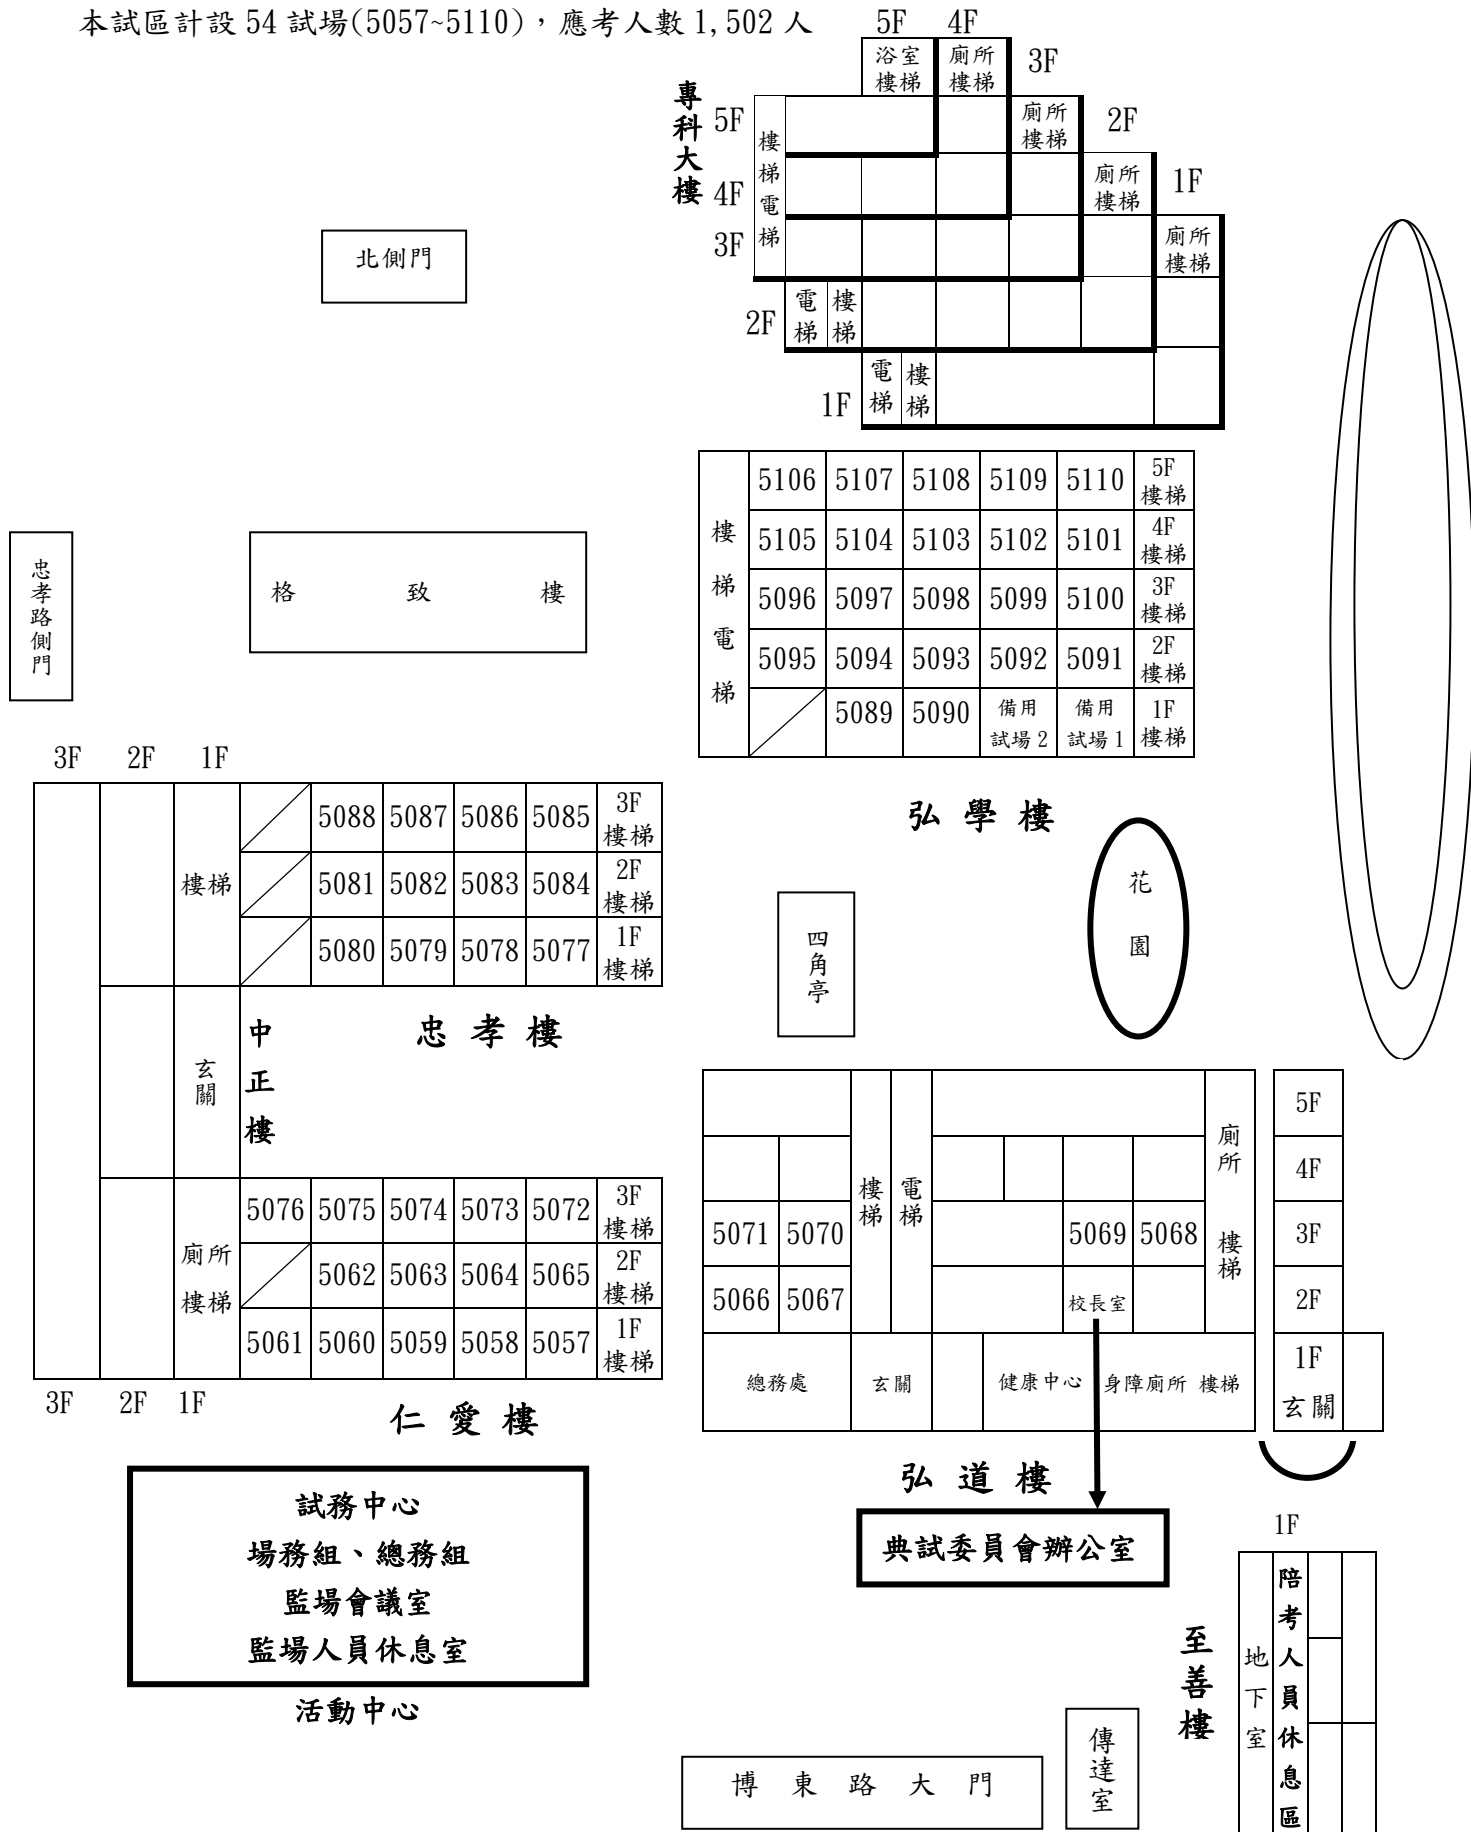 本試區計設 54 試場(5057~5110)，應考人數 1,502 人
5F 4F
浴室 廁所 3F
樓梯 樓梯
專科大樓
5F 廁所 2F
樓梯
樓梯電梯
4F 廁所 1F
樓梯
3F 廁所
樓梯
北側門
2F 電梯 樓梯
1F 電梯 樓梯
樓梯電梯
5106 5107 5108 5109 5110 5F 樓梯
5105 5104 5103 5102 5101 4F 樓梯
5096 5097 5098 5099 5100 3F 樓梯
5095 5094 5093 5092 5091 2F 樓梯
5089 5090 備用試場 2 備用試場 1 1F 樓梯
弘學樓
忠孝路側門
格致樓
3F 2F 1F
樓梯
5088 5087 5086 5085 3F 樓梯
5081 5082 5083 5084 2F 樓梯
5080 5079 5078 5077 1F 樓梯
玄關
中正樓
忠孝樓
四角亭
花園
廁所樓梯
5076 5075 5074 5073 5072 3F 樓梯
5062 5063 5064 5065 2F 樓梯
5061 5060 5059 5058 5057 1F 樓梯
3F 2F 1F
仁愛樓
樓梯 電梯 廁所 樓梯
5F
4F
5071 5070 5069 5068 3F
5066 5067 校長室 2F
總務處 玄關 健康中心 身障廁所 樓梯 1F
玄關
弘道樓
典試委員會辦公室
試務中心
場務組、總務組
監場會議室
監場人員休息室
活動中心
1F
至善樓
地下室
陪考人員休息區
傳達室
博東路大門